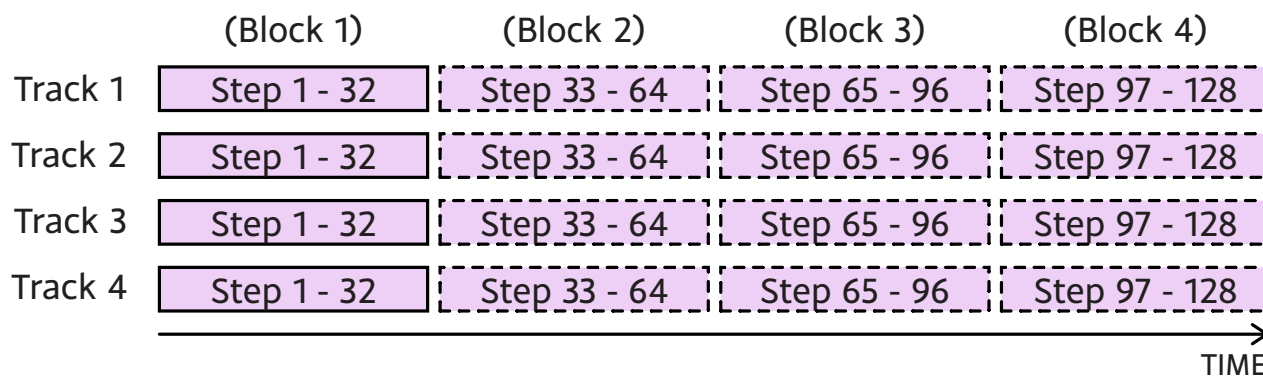 (Block 1) (Block 2) (Block 3) (Block 4)
Track 1 Step 1 - 32 Step 33 - 64 Step 65 - 96 Step 97 - 128
Track 2 Step 1 - 32 Step 33 - 64 Step 65 - 96 Step 97 - 128
Track 3 Step 1 - 32 Step 33 - 64 Step 65 - 96 Step 97 - 128
Track 4 Step 1 - 32 Step 33 - 64 Step 65 - 96 Step 97 - 128
TIME